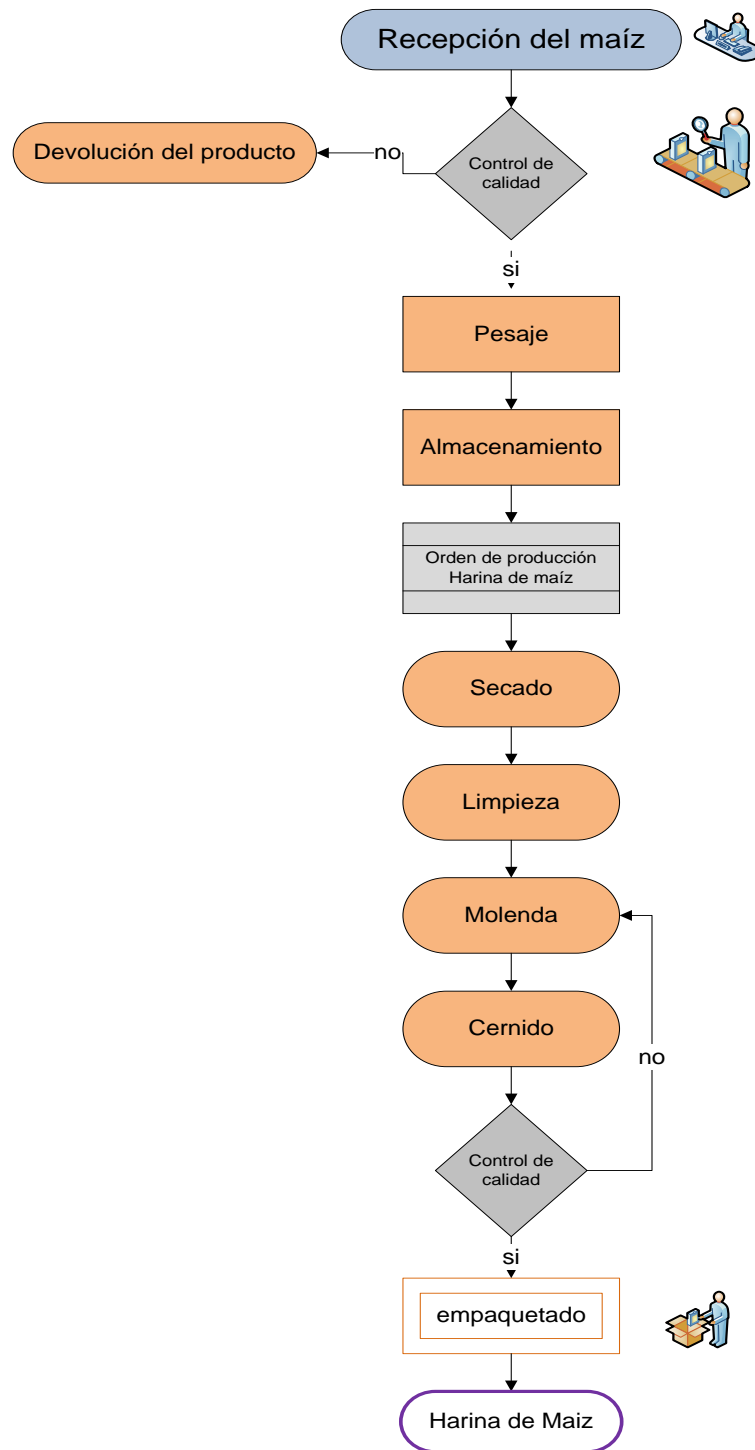 Recepción del maíz
Devolución del producto
no
Control de
calidad
si
Pesaje
Almacenamiento
Orden de producción
Harina de maíz
Secado
Limpieza
Molenda
Cernido
no
Control de
calidad
si
empaquetado
Harina de Maiz